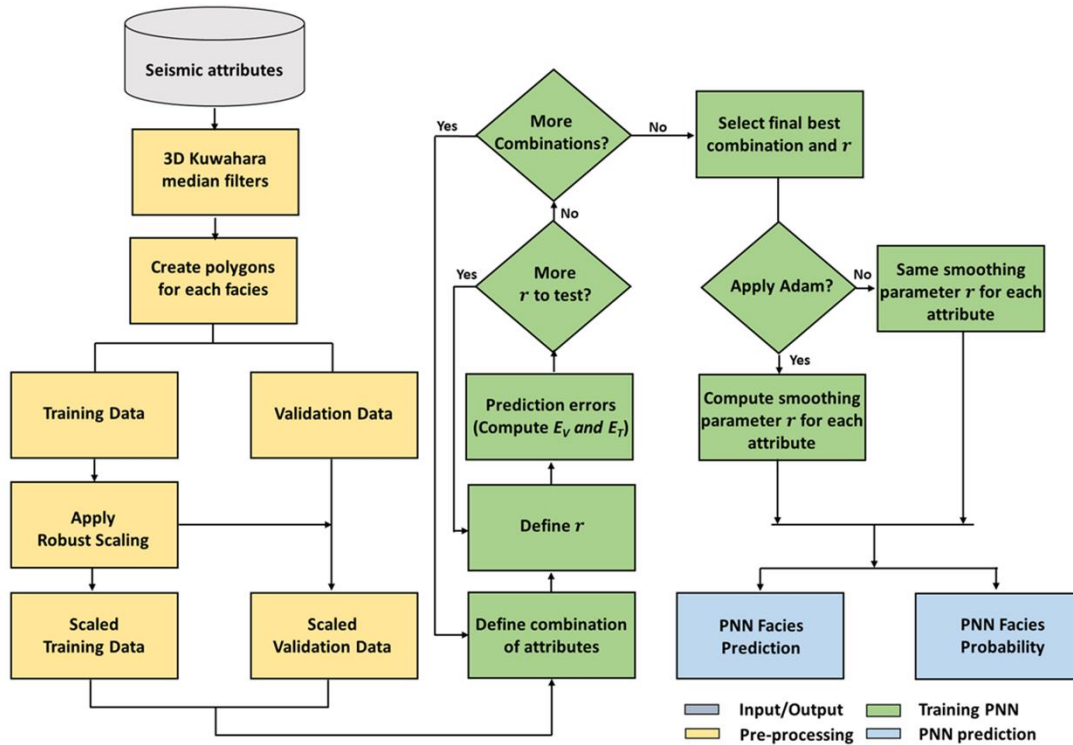 Seismic attributes
3D Kuwahara
median filters
Create polygons
for each facies
Training Data
Validation Data
Apply
Robust Scaling
Scaled
Training Data
Scaled
Validation Data
Yes
More
Combinations?
No
No
Yes
More
r to test?
Prediction errors
(Compute E_V and E_T)
Define r
Define combination
of attributes
Select final best
combination and r
Apply Adam?
No
Same smoothing
parameter r for each
attribute
Yes
Compute smoothing
parameter r for each
attribute
PNN Facies
Prediction
PNN Facies
Probability
Input/Output
Training PNN
Pre-processing
PNN prediction